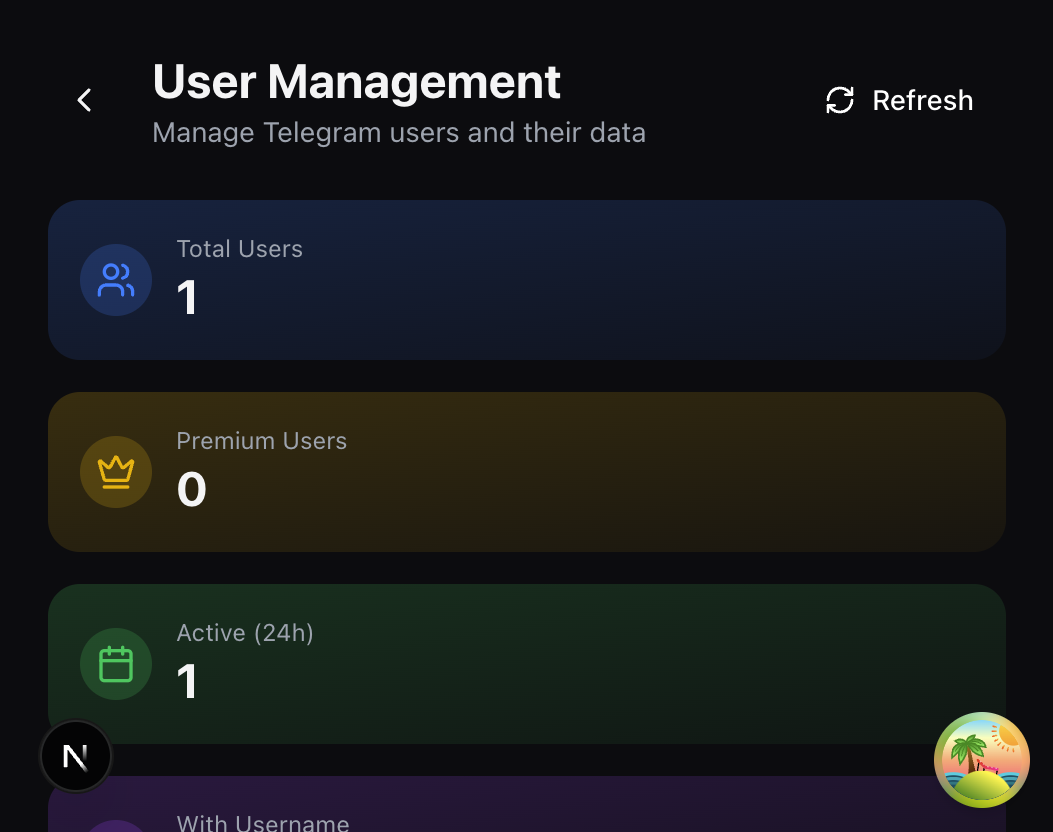 User Management
Manage Telegram users and their data
Refresh
Total Users
1
Premium Users
0
Active (24h)
1
N
With Username